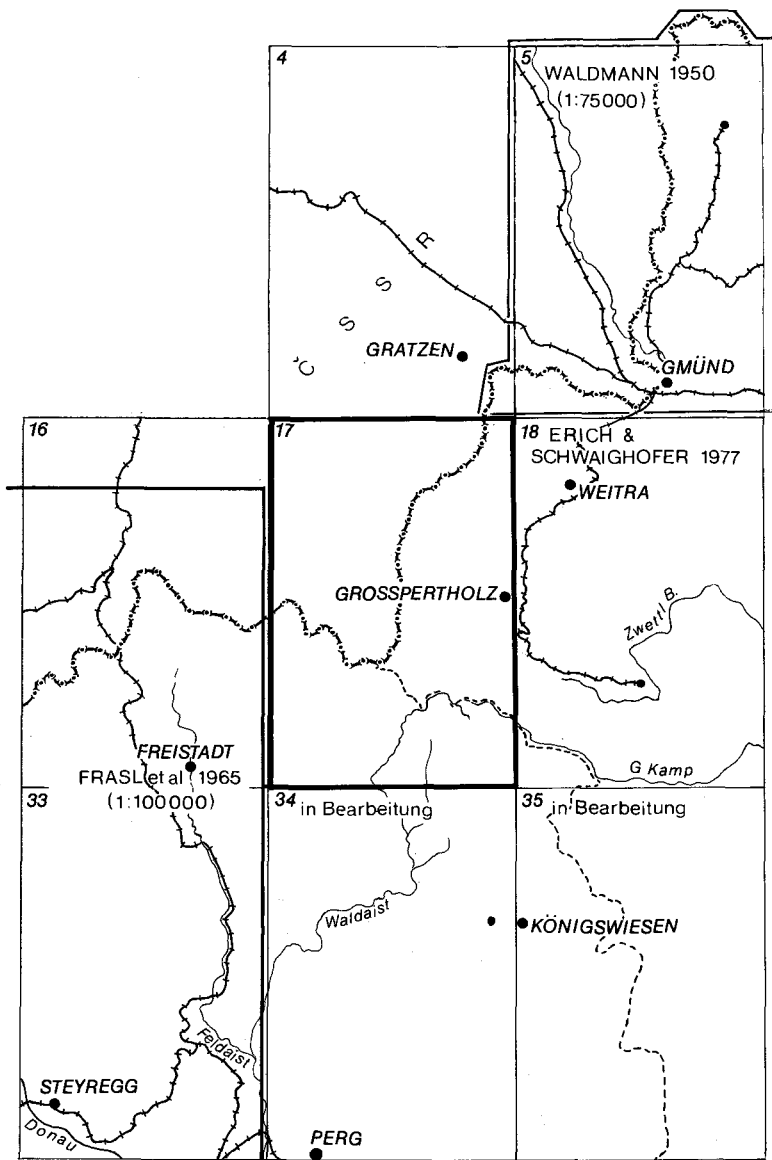 4
5
WALDMANN 1950
(1:75000)
Č S S R
GRATZEN
GMÜND
16
17
18
ERICH &
SCHWAIGHOFER 1977
WEITRA
GROSSPERTHOLZ
Zwettl B.
FREISTADT
FRASL et al 1965
(1:100000)
G Kamp
33
34
in Bearbeitung
35
in Bearbeitung
Waldaist
KÖNIGSWIESEN
Feldaist
STEYREGG
Donau
PERG